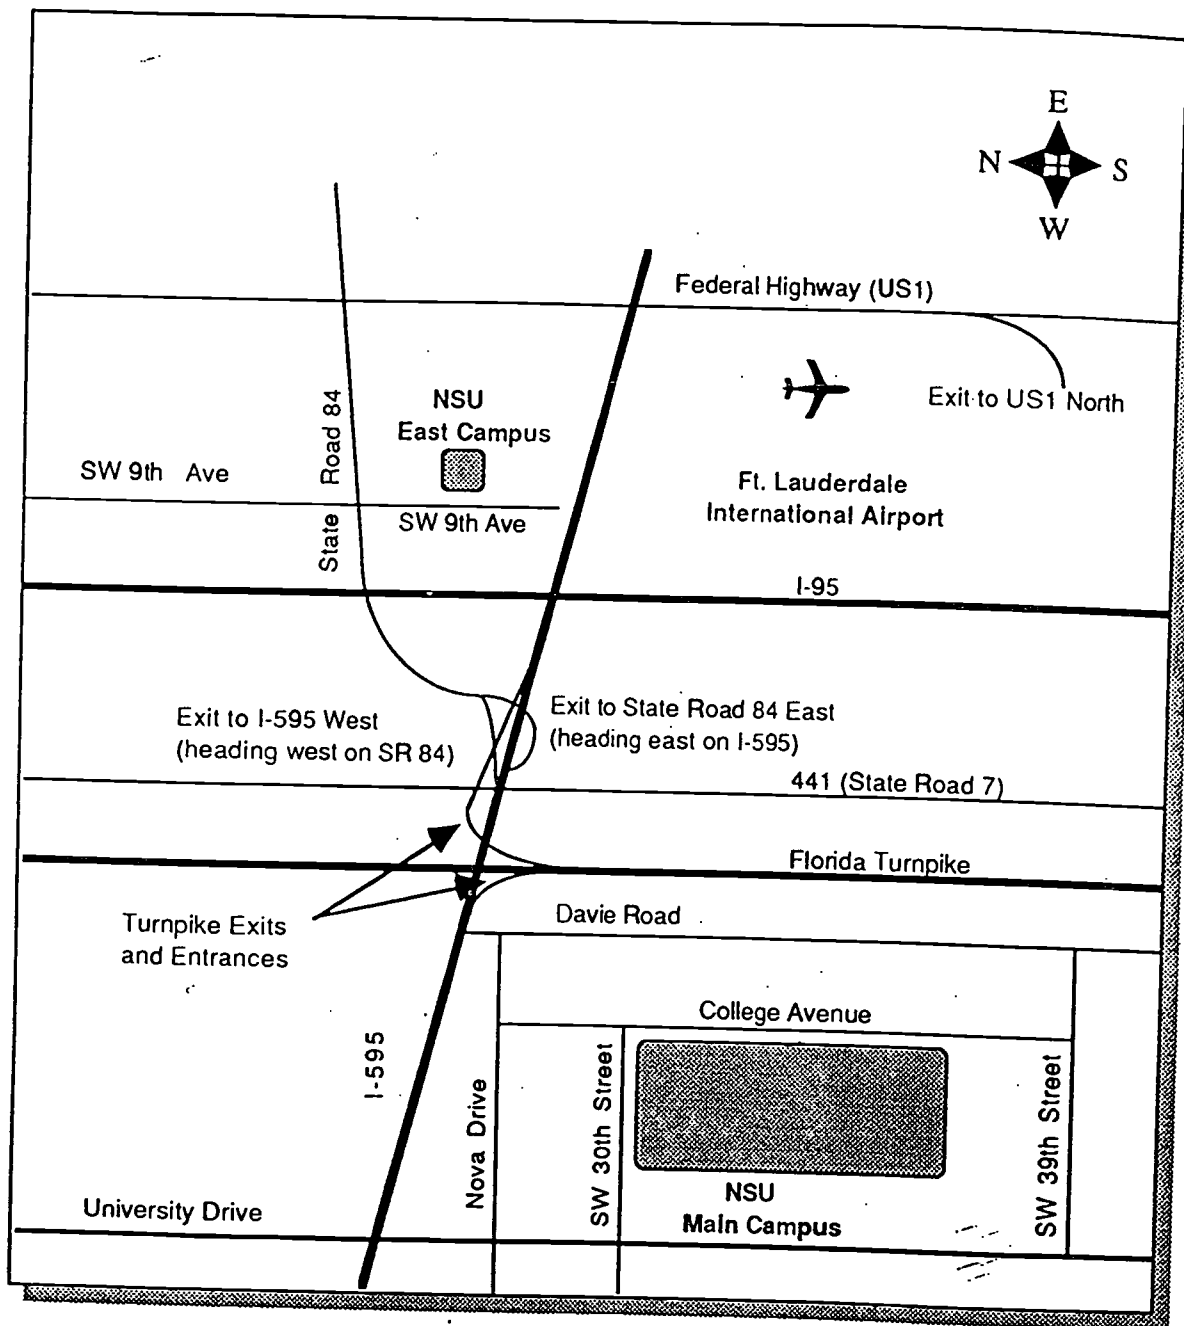 E
N
S
W
Federal Highway (US1)
Exit to US1 North
NSU
East Campus
State Road 84
SW 9th Ave
SW 9th Ave
Ft. Lauderdale
International Airport
I-95
Exit to I-595 West
(heading west on SR 84)
Exit to State Road 84 East
(heading east on I-595)
441 (State Road 7)
Florida Turnpike
Turnpike Exits
and Entrances
Davie Road
College Avenue
I-595
Nova Drive
SW 30th Street
SW 39th Street
NSU
Main Campus
University Drive